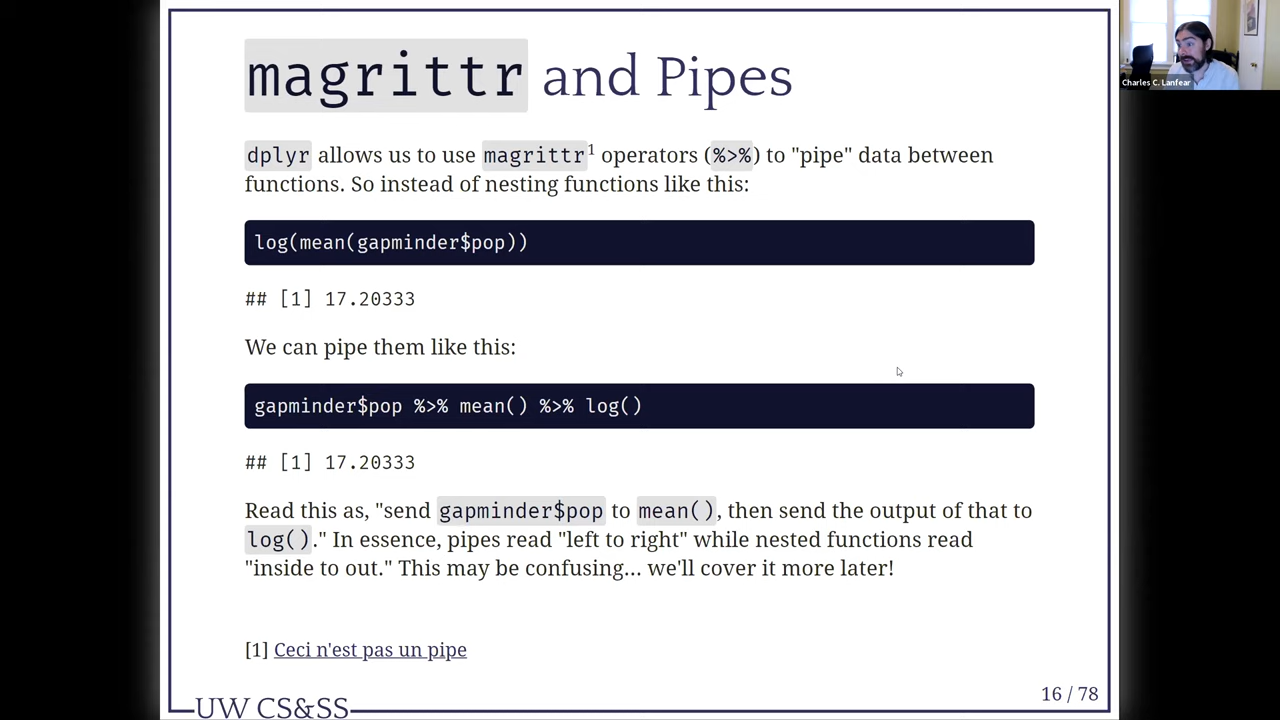 magrittr and Pipes
Charles C. Lanfear
dplyr allows us to use magrittr1 operators (%>%) to "pipe" data between
functions. So instead of nesting functions like this:
log(mean(gapminder$pop))
## [1] 17.20333
We can pipe them like this:
gapminder$pop %>% mean() %>% log()
## [1] 17.20333
Read this as, "send gapminder$pop to mean(), then send the output of that to
log()." In essence, pipes read "left to right" while nested functions read
"inside to out." This may be confusing... we'll cover it more later!
[1] Ceci n'est pas un pipe
16 / 78
UW CS&SS